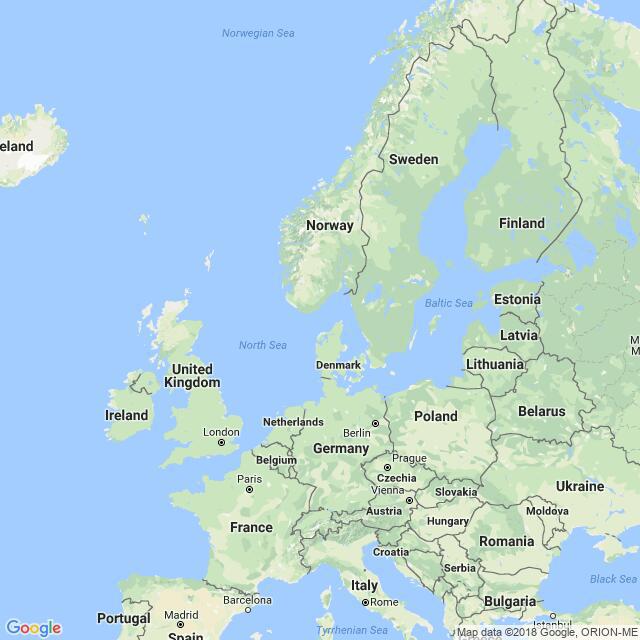 Norwegian Sea
eland
Sweden
Norway
Finland
Baltic Sea
Estonia
North Sea
Latvia
Denmark
Lithuania
United
Kingdom
Ireland
Netherlands
Poland
Belarus
London
Berlin
Germany
Belgium
Prague
Czechia
Paris
Vienna
Slovakia
Ukraine
Austria
Moldova
Hungary
France
Romania
Croatia
Serbia
Black Sea
Italy
Barcelona
Rome
Bulgaria
Portugal
Madrid
Istanbul
Google
Tyrrhenian Sea
Spain
Map data ©2018 Google, ORION-ME